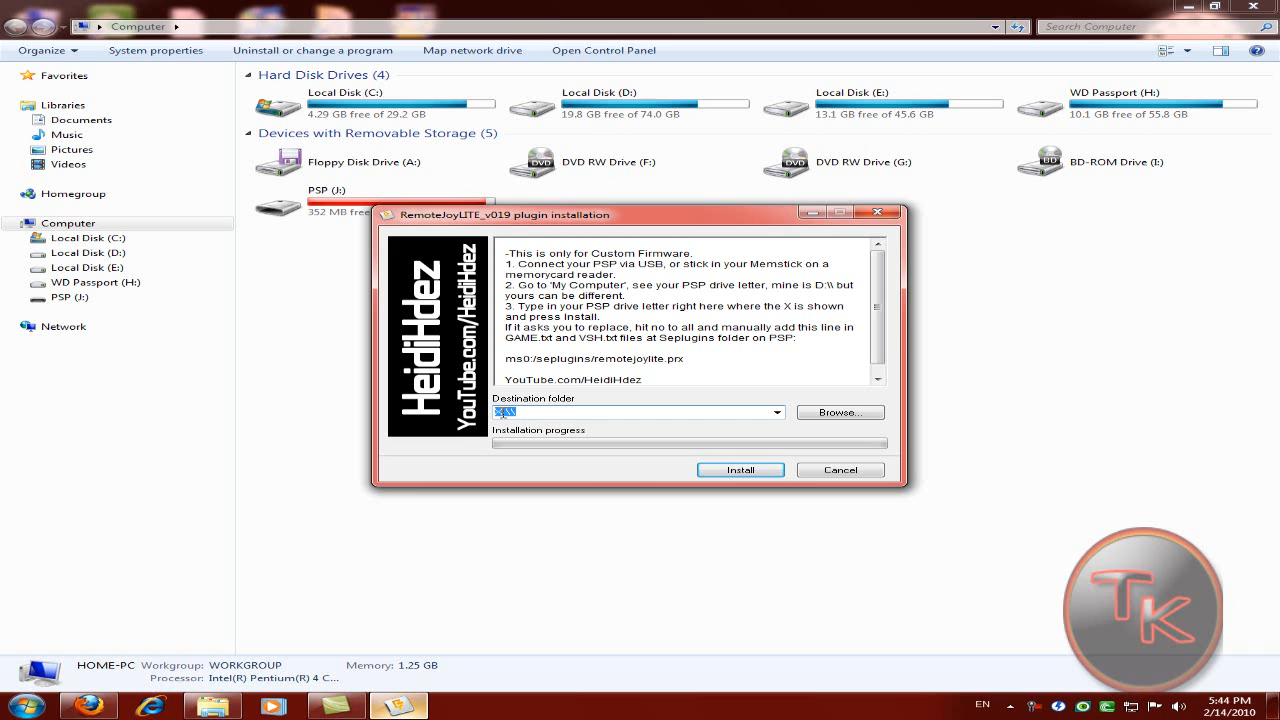 Computer
Search Computer
Organize
System properties
Uninstall or change a program
Map network drive
Open Control Panel
Favorites
Libraries
Documents
Music
Pictures
Videos
Homegroup
Computer
Local Disk (C:)
Local Disk (D:)
Local Disk (E:)
WD Passport (H:)
PSP (J:)
Network
Hard Disk Drives (4)
Local Disk (C:)
4.29 GB free of 29.2 GB
Local Disk (D:)
19.8 GB free of 74.0 GB
Local Disk (E:)
13.1 GB free of 45.6 GB
WD Passport (H:)
10.1 GB free of 55.8 GB
Devices with Removable Storage (5)
Floppy Disk Drive (A:)
DVD
DVD RW Drive (F:)
DVD
DVD RW Drive (G:)
BD
BD-ROM Drive (I:)
PSP (J:)
352 MB free
RemoteJoyLITE_v019 plugin installation
HeidiHdez
YouTube.com/HeidiHdez
-This is only for Custom Firmware.
1. Connect your PSP via USB, or stick in your Memstick on a
memorycard reader.
2. Go to 'My Computer', see your PSP drive letter, mine is D:\\ but
yours can be different.
3. Type in your PSP drive letter right here where the X is shown
and press Install.
If it asks you to replace, hit no to all and manually add this line in
GAME.txt and VSH.txt files at Seplugins folder on PSP:
ms0:/seplugins/remotejoylite.prx
YouTube.com/HeidiHdez
Destination folder
Browse...
Installation progress
Install
Cancel
TK
HOME-PC
Workgroup: WORKGROUP
Memory: 1.25 GB
Processor: Intel(R) Pentium(R) 4 C...
EN
5:44 PM
2/14/2010